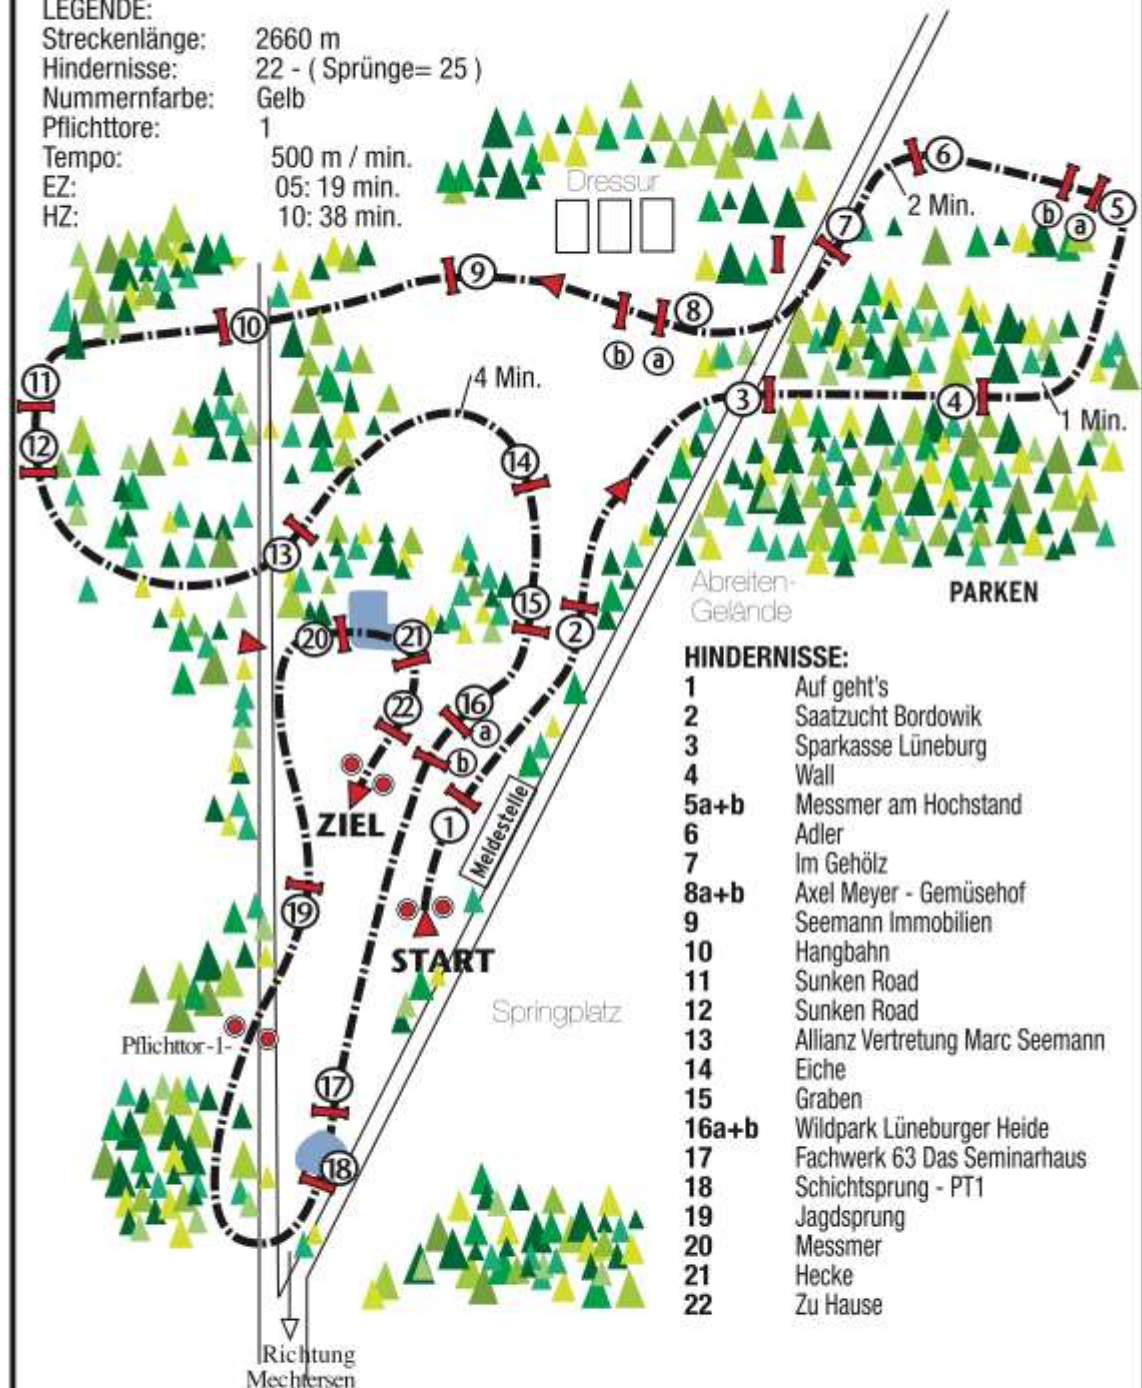 LEGENDE:
Streckenlänge: 2660 m
Hindernisse: 22 - ( Sprünge= 25 )
Nummernfarbe: Gelb
Pflichttore: 1
Tempo: 500 m / min.
EZ: 05: 19 min.
HZ: 10: 38 min.
Dressur
6
5
b
a
2 Min.
7
9
8
b
a
10
11
12
4 Min.
3
4
1 Min.
14
13
Abreiten-
Gelände
PARKEN
15
2
20
21
16
a
b
22
ZIEL
1
Meldestelle
19
START
Springplatz
Pflichttor-1-
17
18
Richtung
Mechtersen
HINDERNISSE:
1 Auf geht's
2 Saatzucht Bordowik
3 Sparkasse Lüneburg
4 Wall
5a+b Messmer am Hochstand
6 Adler
7 Im Gehölz
8a+b Axel Meyer - Gemüsehof
9 Seemann Immobilien
10 Hangbahn
11 Sunken Road
12 Sunken Road
13 Allianz Vertretung Marc Seemann
14 Eiche
15 Graben
16a+b Wildpark Lüneburger Heide
17 Fachwerk 63 Das Seminarhaus
18 Schichtsprung - PT1
19 Jagdsprung
20 Messmer
21 Hecke
22 Zu Hause